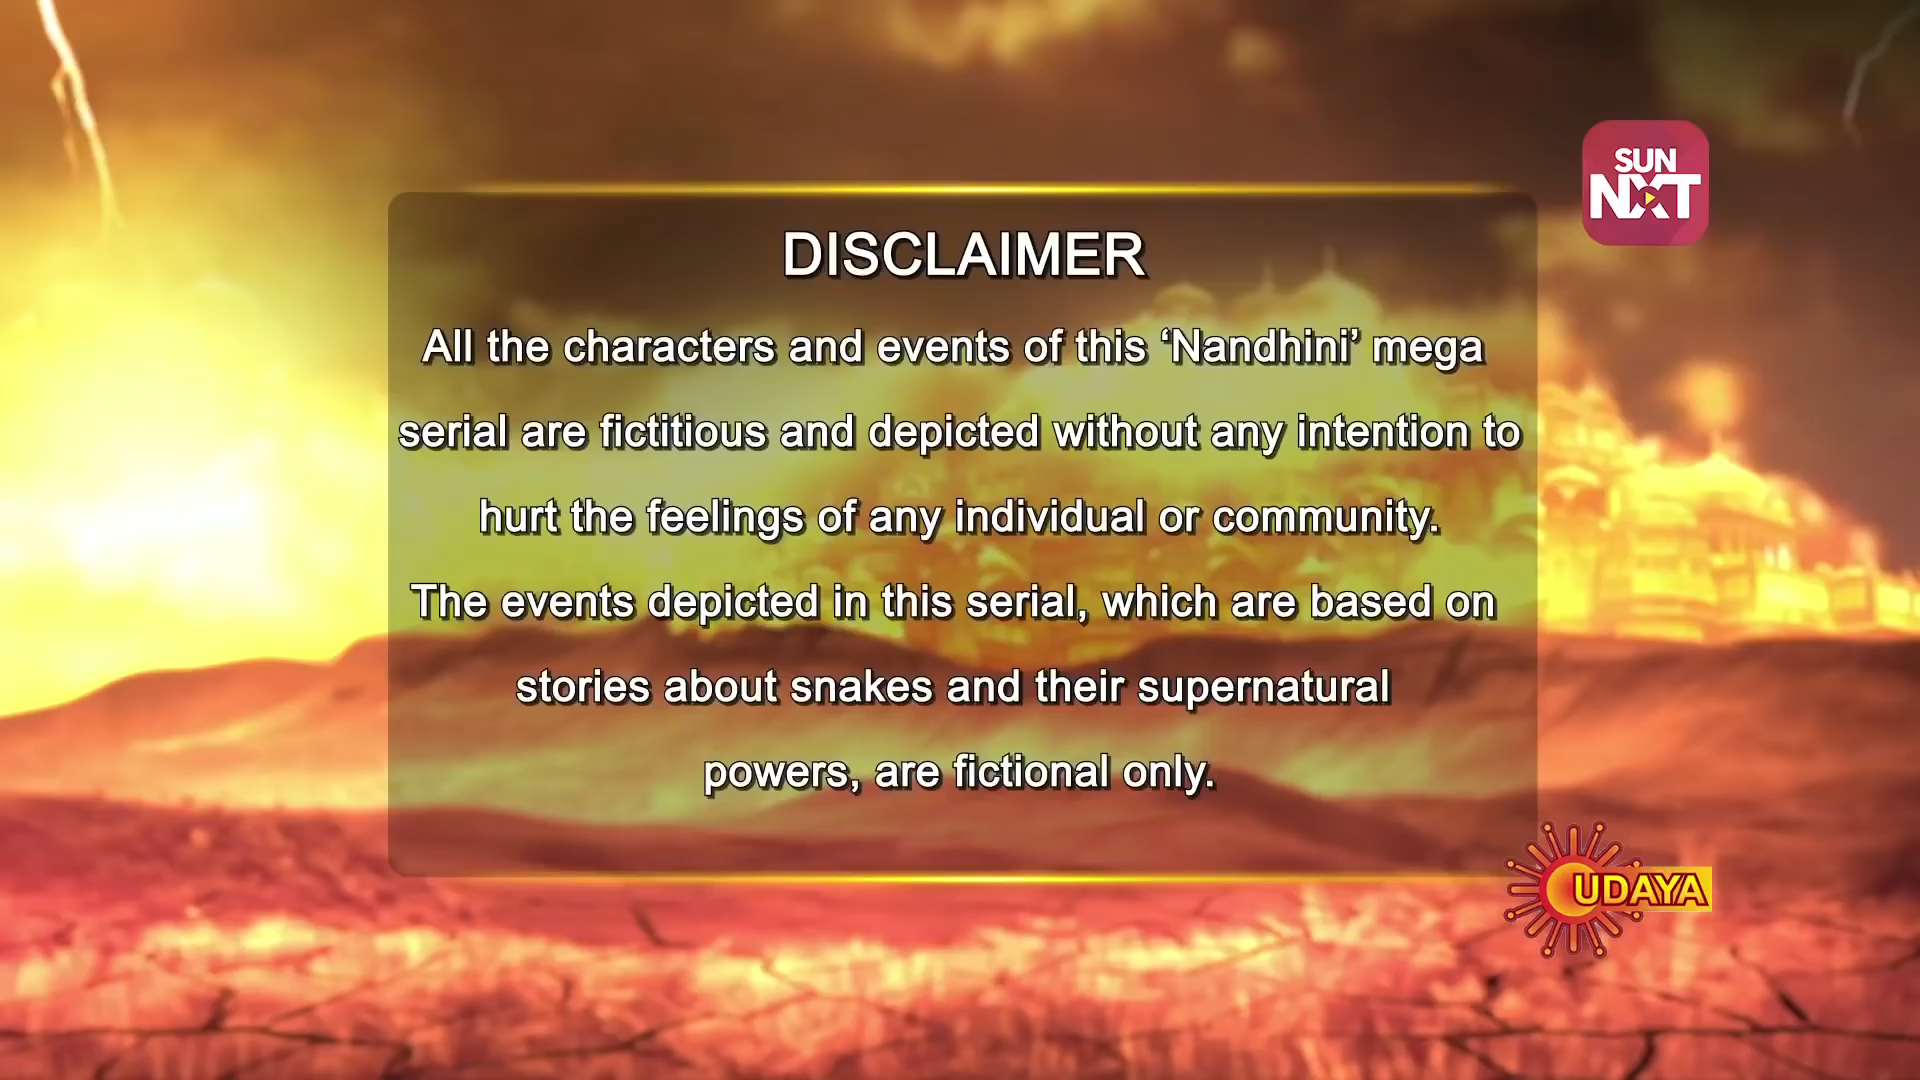 SUN
NXT
DISCLAIMER
All the characters and events of this ‘Nandhini’ mega
serial are fictitious and depicted without any intention to
hurt the feelings of any individual or community.
The events depicted in this serial, which are based on
stories about snakes and their supernatural
powers, are fictional only.
UDAYA